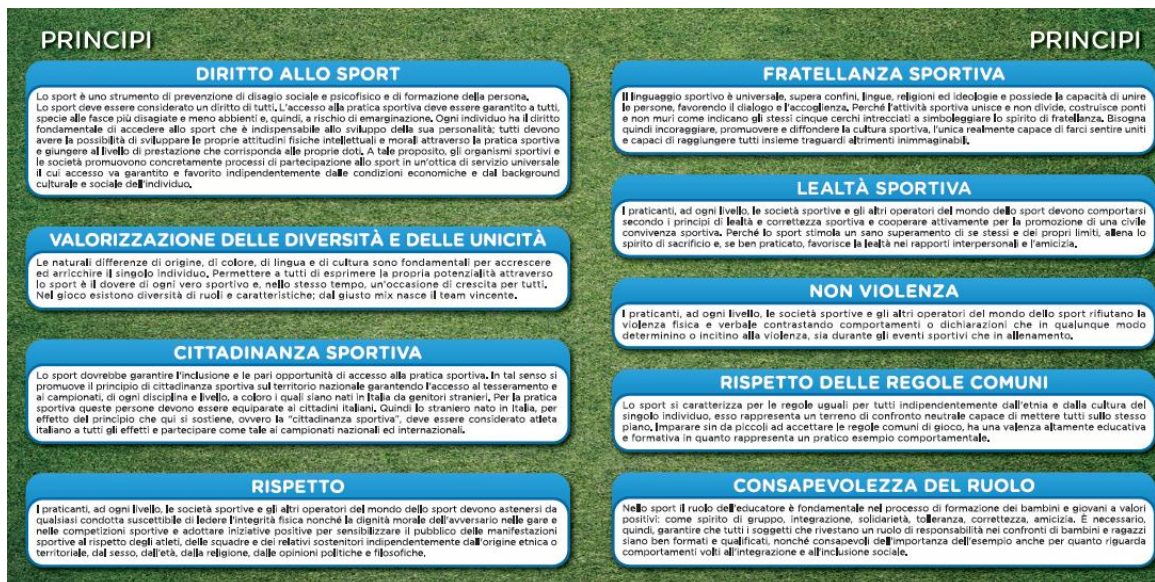 PRINCIPI
DIRITTO ALLO SPORT
Lo sport è uno strumento di prevenzione di disagio sociale e psicofisico e di formazione della persona.
Lo sport deve essere considerato un diritto di tutti. L'accesso alla pratica sportiva deve essere garantito a tutti,
specie alle fasce più disagiate e meno abbienti e, quindi, a rischio di emarginazione. Ogni individuo ha il diritto
fondamentale di accedere allo sport che è indispensabile allo sviluppo della sua personalità; tutti devono
avere la possibilità di sviluppare le proprie attitudini fisiche intellettuali e morali attraverso la pratica sportiva
e giungere al livello di prestazione che corrisponda alle proprie doti. A tale proposito, gli organismi sportivi e
le società promuovono concretamente processi di partecipazione allo sport in un'ottica di servizio universale
il cui accesso va garantito e favorito indipendentemente dalle condizioni economiche e dal background
culturale e sociale dell'individuo.
VALORIZZAZIONE DELLE DIVERSITÀ E DELLE UNICITÀ
Le naturali differenze di origine, di colore, di lingua e di cultura sono fondamentali per accrescere
ed arricchire il singolo individuo. Permettere a tutti di esprimere la propria potenzialità attraverso
lo sport è il dovere di ogni vero sportivo e, nello stesso tempo, un'occasione di crescita per tutti.
Nel gioco esistono diversità di ruoli e caratteristiche; dal giusto mix nasce il team vincente.
CITTADINANZA SPORTIVA
Lo sport dovrebbe garantire l'inclusione e le pari opportunità di accesso alla pratica sportiva. In tal senso si
promuove il principio di cittadinanza sportiva sul territorio nazionale garantendo l'accesso al tesseramento e
ai campionati, di ogni disciplina e livello, a coloro i quali siano nati in Italia da genitori stranieri. Per la pratica
sportiva queste persone devono essere equiparate ai cittadini italiani. Quindi lo straniero nato in Italia, per
effetto del principio che qui si sostiene, ovvero la "cittadinanza sportiva", deve essere considerato atleta
italiano a tutti gli effetti e partecipare come tale ai campionati nazionali ed internazionali.
RISPETTO
I praticanti, ad ogni livello, le società sportive e gli altri operatori del mondo dello sport devono astenersi da
qualsiasi condotta suscettibile di ledere l'integrità fisica nonché la dignità morale dell'avversario nelle gare e
nelle competizioni sportive e adottare iniziative positive per sensibilizzare il pubblico delle manifestazioni
sportive al rispetto degli atleti, delle squadre e dei relativi sostenitori indipendentemente dall'origine etnica o
territoriale, dal sesso, dall'età, dalla religione, dalle opinioni politiche e filosofiche.
PRINCIPI
FRATELLANZA SPORTIVA
Il linguaggio sportivo è universale, supera confini, lingue, religioni ed ideologie e possiede la capacità di unire
le persone, favorendo il dialogo e l'accoglienza. Perché l'attività sportiva unisce e non divide, costruisce ponti
e non muri come indicano gli stessi cinque cerchi intrecciati a simboleggiare lo spirito di fratellanza. Bisogna
quindi incoraggiare, promuovere e diffondere la cultura sportiva, l'unica realmente capace di farci sentire uniti
e capaci di raggiungere tutti insieme traguardi altrimenti inimmaginabili.
LEALTÀ SPORTIVA
I praticanti, ad ogni livello, le società sportive e gli altri operatori del mondo dello sport devono comportarsi
secondo i principi di lealtà e correttezza sportiva e cooperare attivamente per la promozione di una civile
convivenza sportiva. Perché lo sport stimola un sano superamento di se stessi e dei propri limiti, allena lo
spirito di sacrificio e, se ben praticato, favorisce la lealtà nei rapporti interpersonali e l'amicizia.
NON VIOLENZA
I praticanti, ad ogni livello, le società sportive e gli altri operatori del mondo dello sport rifiutano la
violenza fisica e verbale contrastando comportamenti o dichiarazioni che in qualunque modo
determinino o incitino alla violenza, sia durante gli eventi sportivi che in allenamento.
RISPETTO DELLE REGOLE COMUNI
Lo sport si caratterizza per le regole uguali per tutti indipendentemente dall'etnia e dalla cultura del
singolo individuo, esso rappresenta un terreno di confronto neutrale capace di mettere tutti sullo stesso
piano. Imparare sin da piccoli ad accettare le regole comuni di gioco, ha una valenza altamente educativa
e formativa in quanto rappresenta un pratico esempio comportamentale.
CONSAPEVOLEZZA DEL RUOLO
Nello sport il ruolo dell'educatore è fondamentale nel processo di formazione dei bambini e giovani a valori
positivi: come spirito di gruppo, integrazione, solidarietà, tolleranza, correttezza, amicizia. È necessario,
quindi, garantire che tutti i soggetti che rivestano un ruolo di responsabilità nei confronti di bambini e ragazzi
siano ben formati e qualificati, nonché consapevoli dell'importanza dell'esempio anche per quanto riguarda
comportamenti volti all'integrazione e all'inclusione sociale.